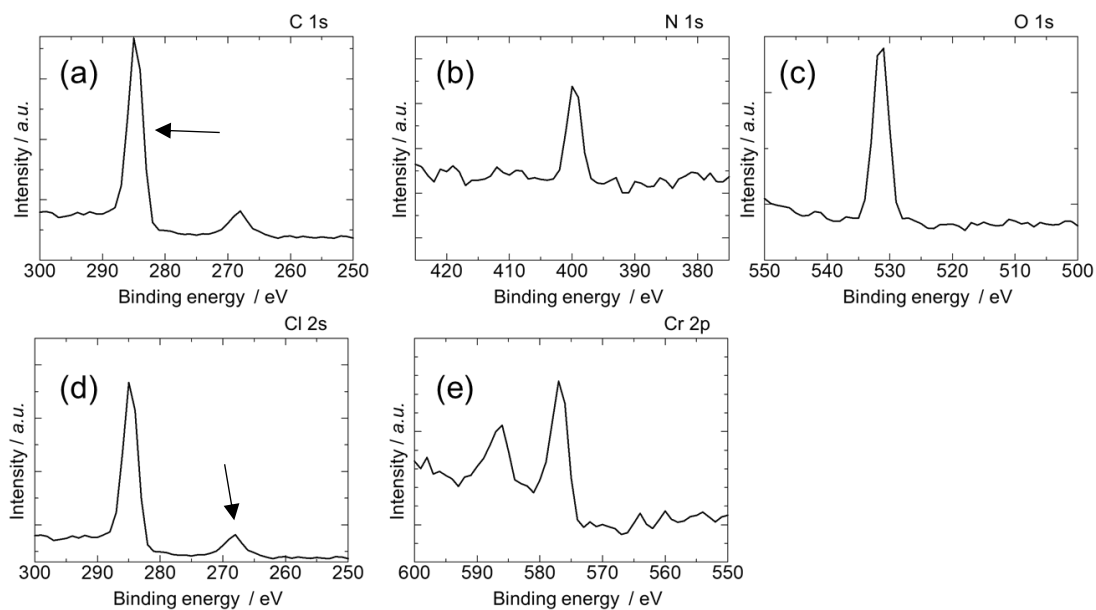 C 1s
(a)
Intensity / a.u.
300 290 280 270 260 250
Binding energy / eV
N 1s
(b)
Intensity / a.u.
420 410 400 390 380
Binding energy / eV
O 1s
(c)
Intensity / a.u.
550 540 530 520 510 500
Binding energy / eV
Cl 2s
(d)
Intensity / a.u.
300 290 280 270 260 250
Binding energy / eV
Cr 2p
(e)
Intensity / a.u.
600 590 580 570 560 550
Binding energy / eV